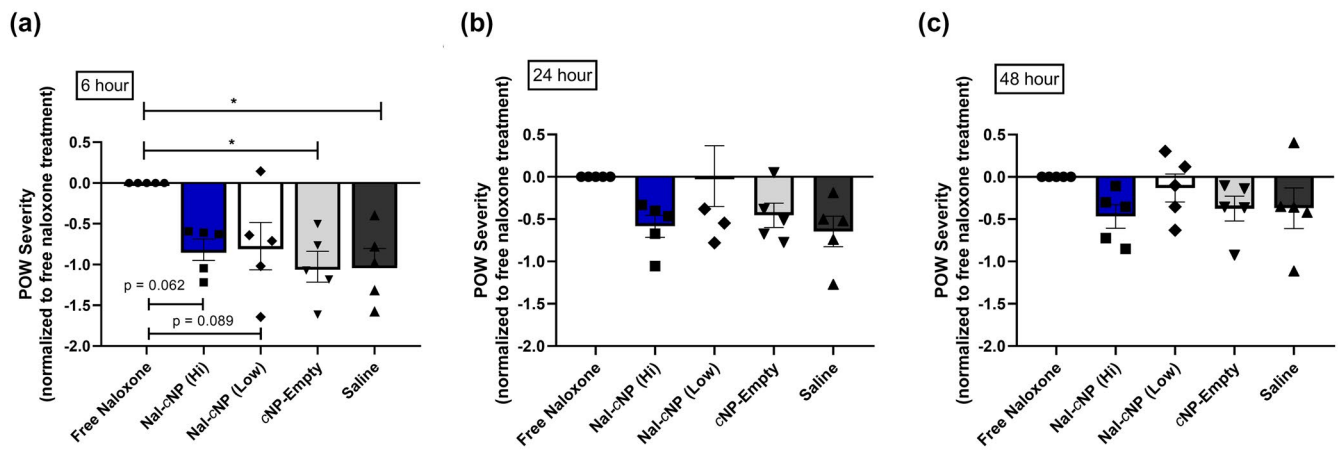 (a)
6 hour
*
*
POW Severity
(normalized to free naloxone treatment)
0.5
0.0
-0.5
-1.0
-1.5
-2.0
p = 0.062
p = 0.089
Free Naloxone
Nal-cNP (Hi)
Nal-cNP (Low)
cNP-Empty
Saline
(b)
24 hour
POW Severity
(normalized to free naloxone treatment)
0.5
0.0
-0.5
-1.0
-1.5
-2.0
Free Naloxone
Nal-cNP (Hi)
Nal-cNP (Low)
cNP-Empty
Saline
(c)
48 hour
POW Severity
(normalized to free naloxone treatment)
0.5
0.0
-0.5
-1.0
-1.5
-2.0
Free Naloxone
Nal-cNP (Hi)
Nal-cNP (Low)
cNP-Empty
Saline